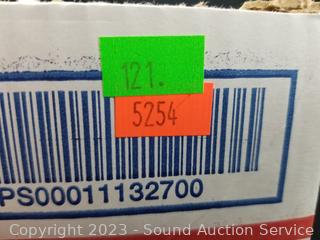 121.
5254
PS00011132700
Copyright 2023 - Sound Auction Service